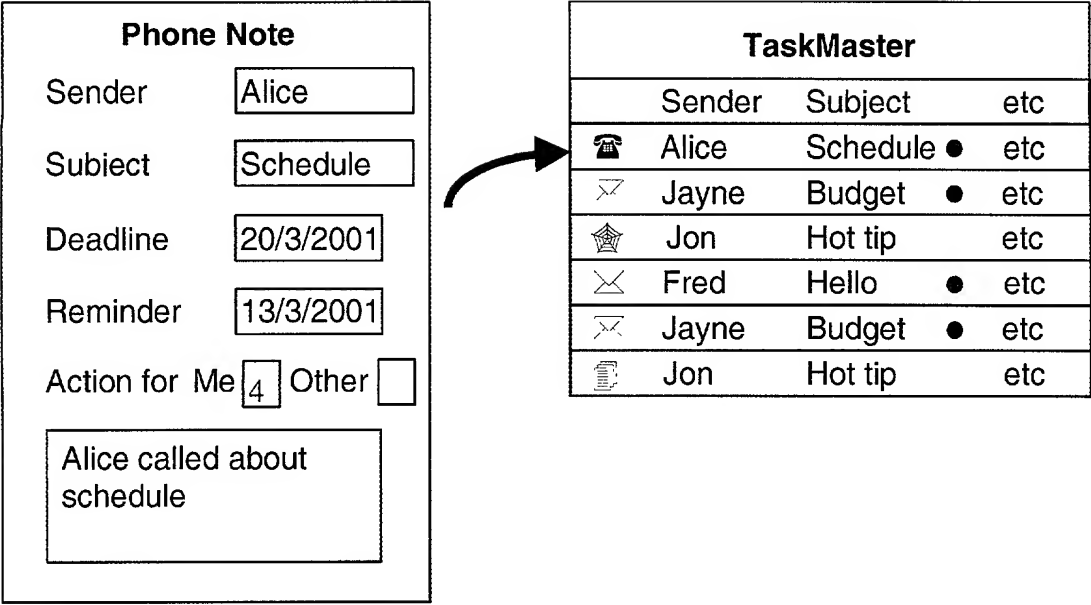 Phone Note
Sender Alice
Subiect Schedule
Deadline 20/3/2001
Reminder 13/3/2001
Action for Me 4 Other
Alice called about
schedule
TaskMaster
Sender Subject etc
Alice Schedule ● etc
Jayne Budget ● etc
Jon Hot tip etc
Fred Hello ● etc
Jayne Budget ● etc
Jon Hot tip etc